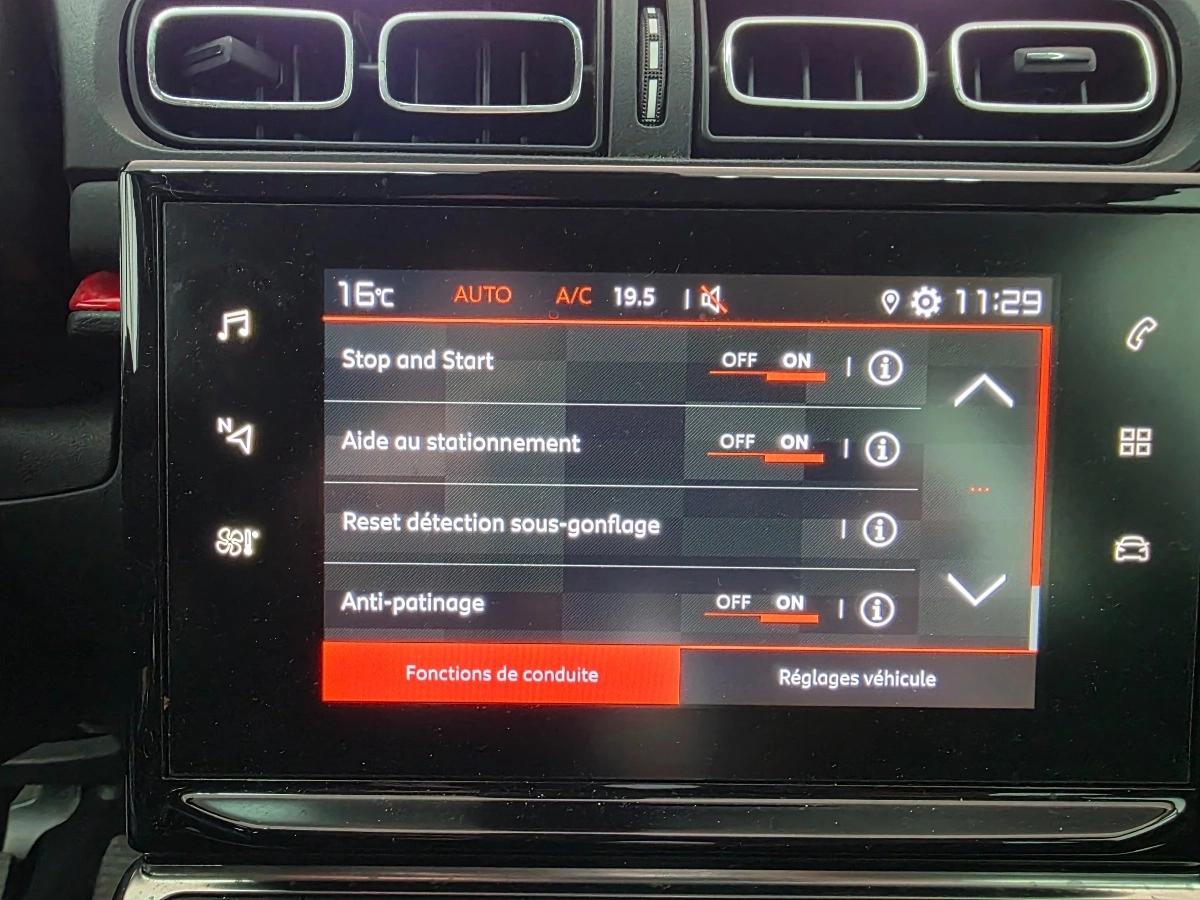 16°C AUTO A/C 19.5 11:29
Stop and Start OFF ON i
Aide au stationnement OFF ON i
N
Reset détection sous-gonflage i
Anti-patinage OFF ON i
Fonctions de conduite Réglages véhicule